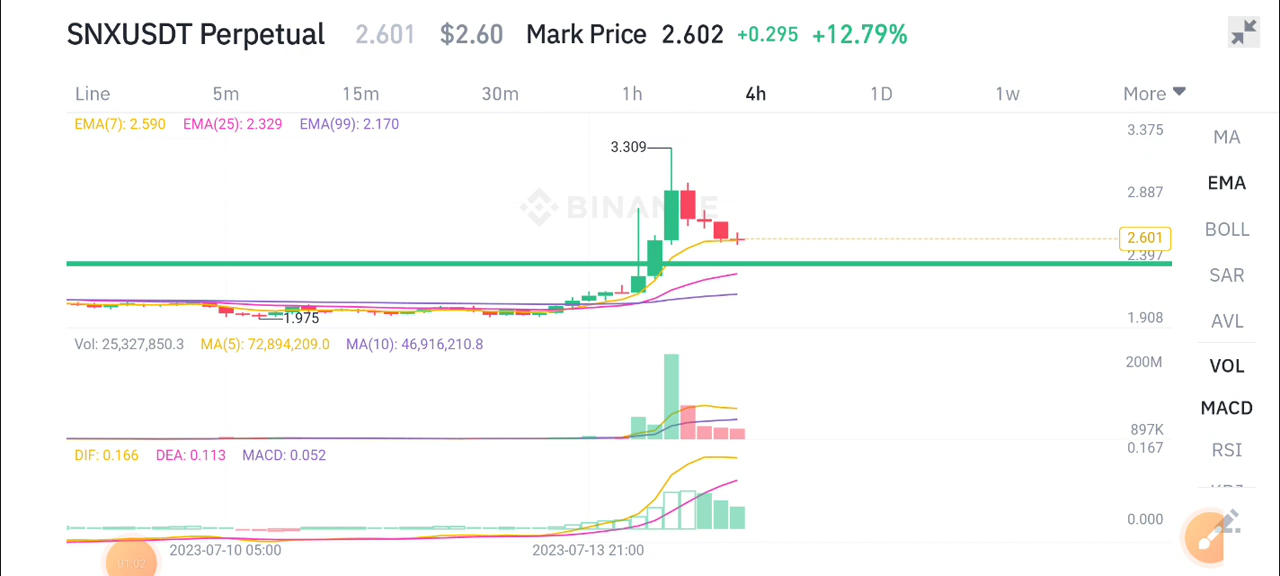 SNXUSDT Perpetual 2.601 $2.60 Mark Price 2.602 +0.295 +12.79%
Line 5m 15m 30m 1h 4h 1D 1w More
EMA(7): 2.590 EMA(25): 2.329 EMA(99): 2.170
3.375
MA
3.309
2.887
EMA
BINANCE
BOLL
2.601
2.397
SAR
1.975
1.908
AVL
Vol: 25,327,850.3 MA(5): 72,894,209.0 MA(10): 46,916,210.8
200M
VOL
MACD
897K
0.167
RSI
DIF: 0.166 DEA: 0.113 MACD: 0.052
0.000
2023-07-10 05:00 2023-07-13 21:00
01:02